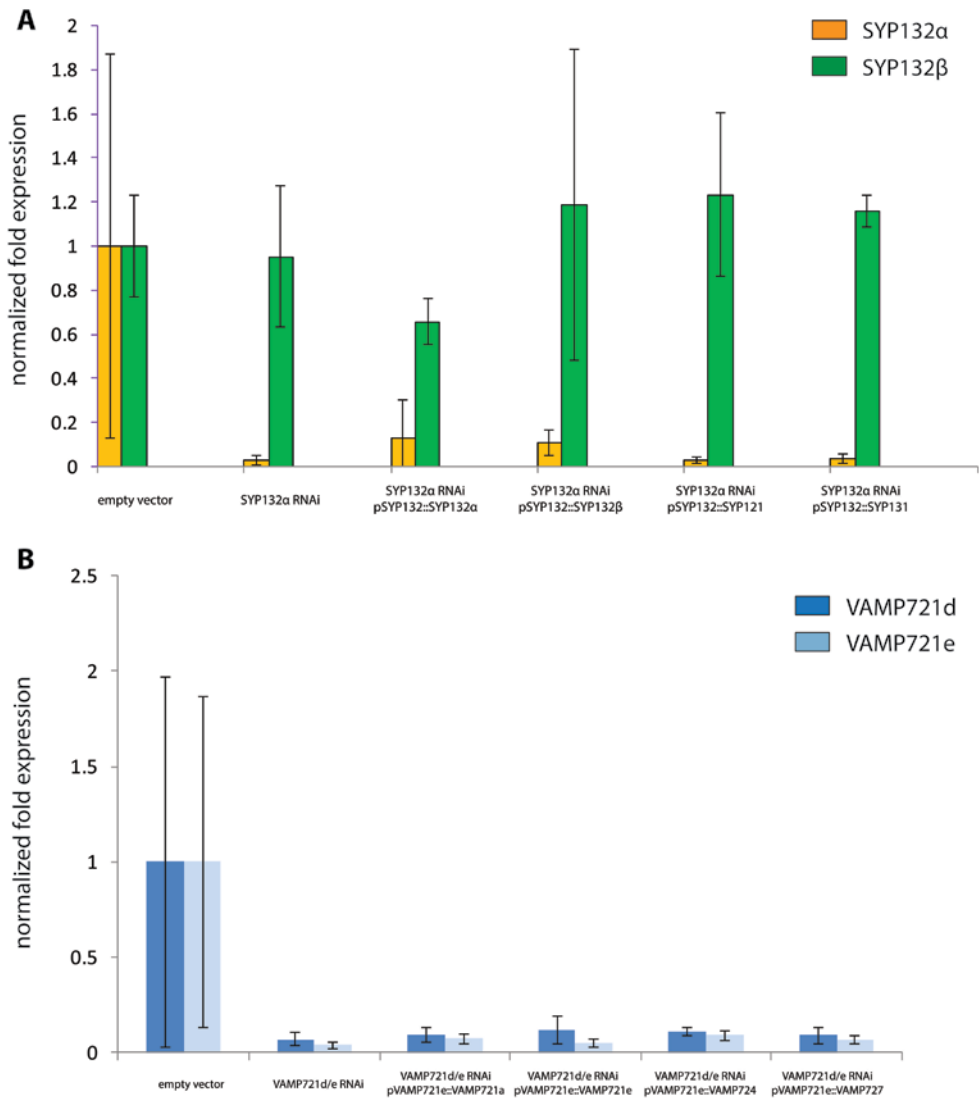 A
SYP132α
SYP132β
normalized fold expression
2
1.8
1.6
1.4
1.2
1
0.8
0.6
0.4
0.2
0
empty vector
SYP132α RNAi
SYP132α RNAi
pSYP132::SYP132α
SYP132α RNAi
pSYP132::SYP132β
SYP132α RNAi
pSYP132::SYP121
SYP132α RNAi
pSYP132::SYP131
B
VAMP721d
VAMP721e
normalized fold expression
2.5
2
1.5
1
0.5
0
empty vector
VAMP721d/e RNAi
VAMP721d/e RNAi
pVAMP721e::VAMP721a
VAMP721d/e RNAi
pVAMP721e::VAMP721e
VAMP721d/e RNAi
pVAMP721e::VAMP724
VAMP721d/e RNAi
pVAMP721e::VAMP727